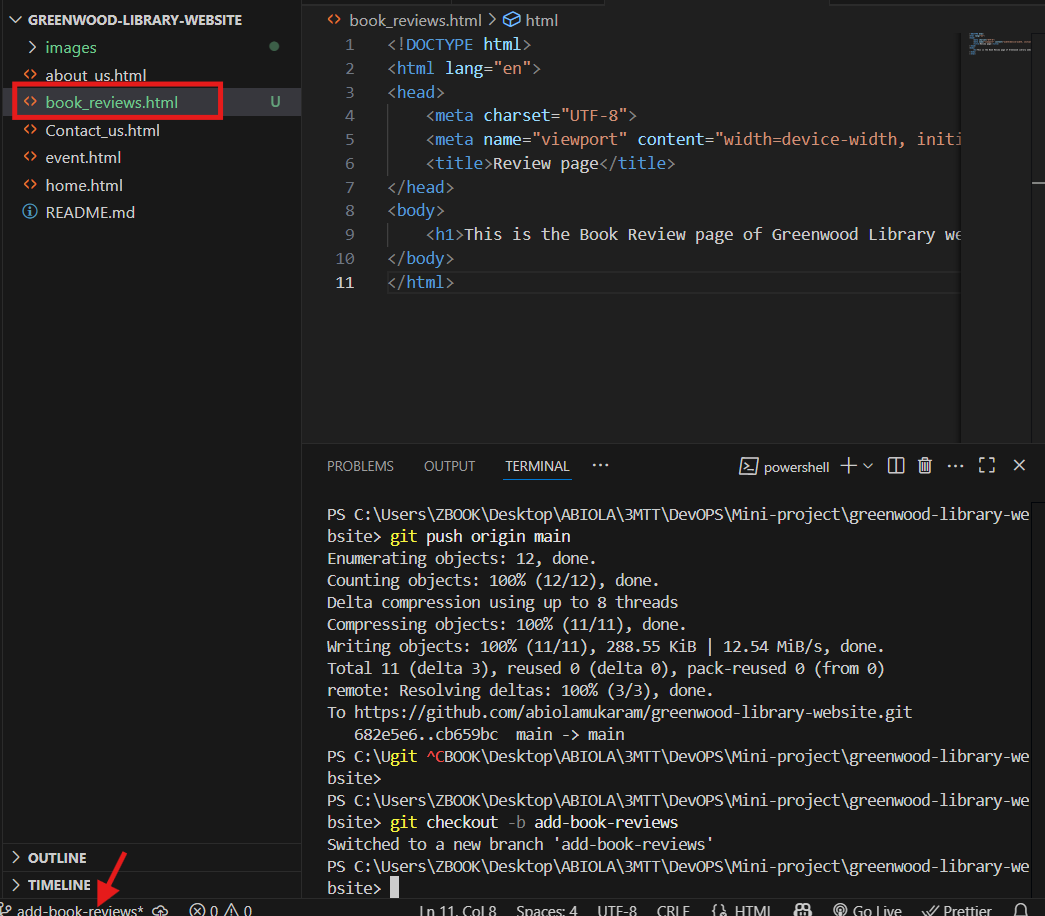 GREENWOOD-LIBRARY-WEBSITE
images
about_us.html
book_reviews.html U
Contact_us.html
event.html
home.html
README.md
OUTLINE
TIMELINE
book_reviews.html > html
1 <!DOCTYPE html>
2 <html lang="en">
3 <head>
4 <meta charset="UTF-8">
5 <meta name="viewport" content="width=device-width, initi
6 <title>Review page</title>
7 </head>
8 <body>
9 <h1>This is the Book Review page of Greenwood Library we
10 </body>
11 </html>
PROBLEMS OUTPUT TERMINAL ··· powershell
PS C:\Users\ZBOOK\Desktop\ABIOLA\3MTT\DevOPS\Mini-project\greenwood-library-we
bsite> git push origin main
Enumerating objects: 12, done.
Counting objects: 100% (12/12), done.
Delta compression using up to 8 threads
Compressing objects: 100% (11/11), done.
Writing objects: 100% (11/11), 288.55 KiB | 12.54 MiB/s, done.
Total 11 (delta 3), reused 0 (delta 0), pack-reused 0 (from 0)
remote: Resolving deltas: 100% (3/3), done.
To https://github.com/abiolamukaram/greenwood-library-website.git
682e5e6..cb659bc main -> main
PS C:\Ugit ^CBOOK\Desktop\ABIOLA\3MTT\DevOPS\Mini-project\greenwood-library-we
bsite>
PS C:\Users\ZBOOK\Desktop\ABIOLA\3MTT\DevOPS\Mini-project\greenwood-library-we
bsite> git checkout -b add-book-reviews
Switched to a new branch 'add-book-reviews'
PS C:\Users\ZBOOK\Desktop\ABIOLA\3MTT\DevOPS\Mini-project\greenwood-library-we
bsite>
add-book-reviews* 0 0 Ln 11, Col 8 Spaces: 4 UTF-8 CRLF {} HTML Go Live Prettier